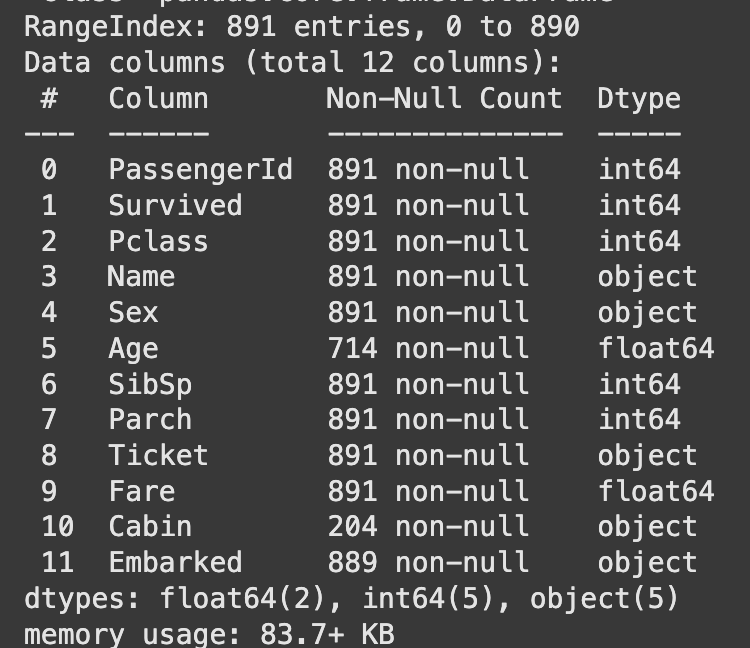 RangeIndex: 891 entries, 0 to 890
Data columns (total 12 columns):
 #   Column       Non-Null Count  Dtype
---  ------       --------------  -----
 0   PassengerId  891 non-null    int64
 1   Survived     891 non-null    int64
 2   Pclass       891 non-null    int64
 3   Name         891 non-null    object
 4   Sex          891 non-null    object
 5   Age          714 non-null    float64
 6   SibSp        891 non-null    int64
 7   Parch        891 non-null    int64
 8   Ticket       891 non-null    object
 9   Fare         891 non-null    float64
 10  Cabin        204 non-null    object
 11  Embarked     889 non-null    object
dtypes: float64(2), int64(5), object(5)
memory usage: 83.7+ KB